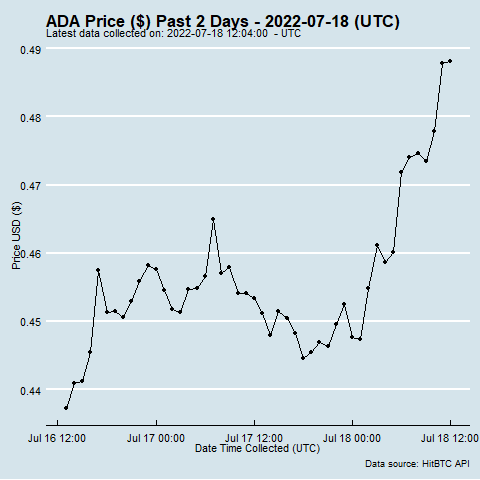 ADA Price ($) Past 2 Days - 2022-07-18 (UTC)
Latest data collected on: 2022-07-18 12:04:00 - UTC
0.49
0.48
0.47
0.46
0.45
0.44
Price USD ($)
Jul 16 12:00 Jul 17 00:00 Jul 17 12:00 Jul 18 00:00 Jul 18 12:00
Date Time Collected (UTC)
Data source: HitBTC API